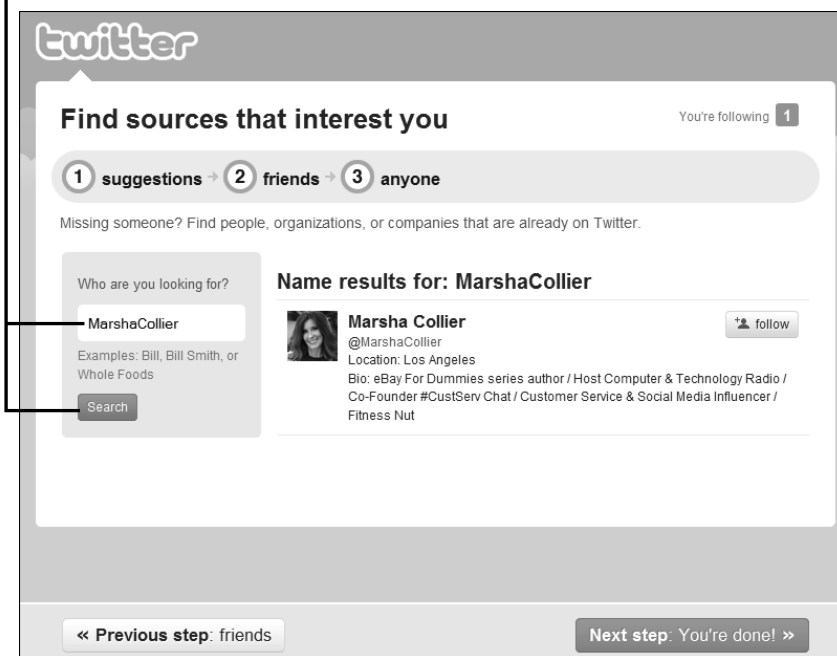 twitter
Find sources that interest you
You're following 1
1 suggestions → 2 friends → 3 anyone
Missing someone? Find people, organizations, or companies that are already on Twitter.
Who are you looking for?
MarshaCollier
Examples: Bill, Bill Smith, or
Whole Foods
Search
Name results for: MarshaCollier
Marsha Collier
follow
@MarshaCollier
Location: Los Angeles
Bio: eBay For Dummies series author / Host Computer & Technology Radio /
Co-Founder #CustServ Chat / Customer Service & Social Media Influencer /
Fitness Nut
« Previous step: friends
Next step: You're done! »